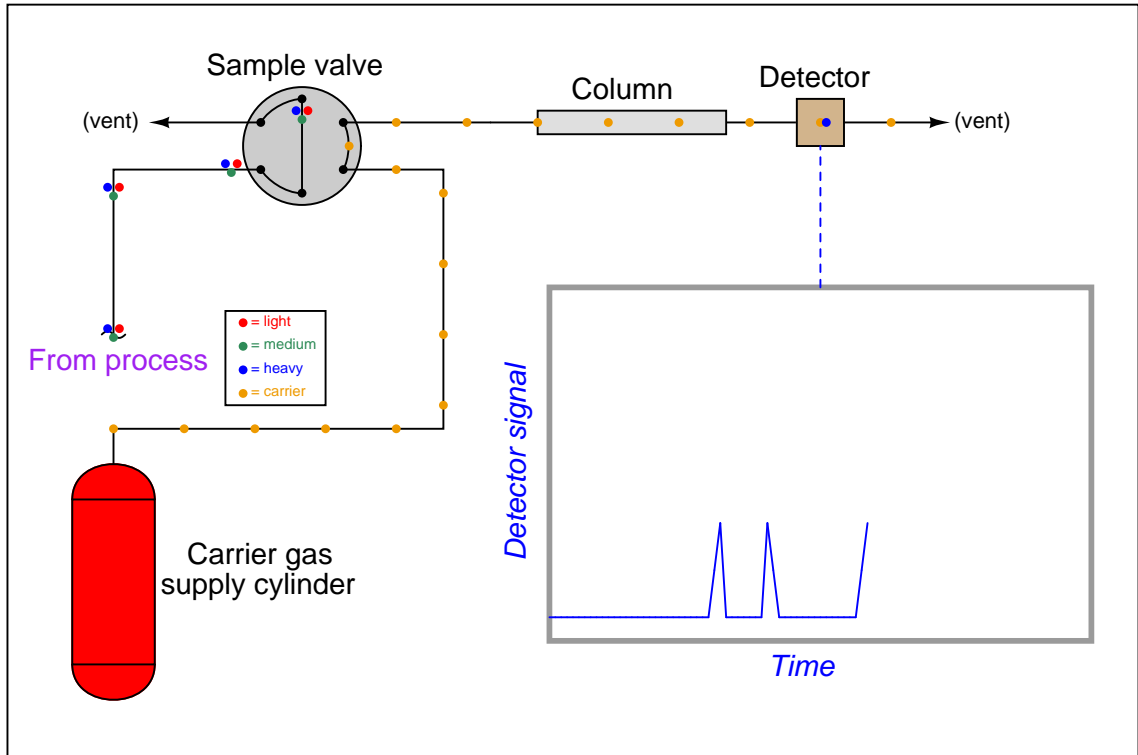 Sample valve
Column
Detector
(vent)
(vent)
= light
= medium
= heavy
= carrier
From process
Detector signal
Carrier gas
supply cylinder
Time